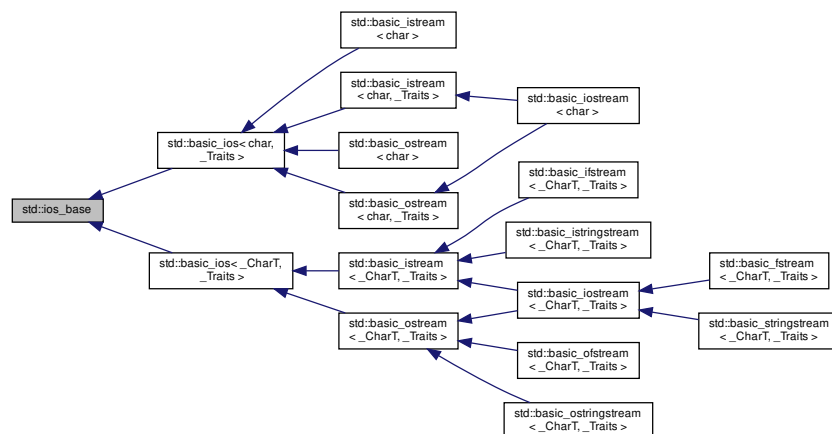 std::basic_istream
< char >
std::basic_istream
< char, _Traits >
std::basic_iostream
< char >
std::basic_ios< char,
_Traits >
std::basic_ostream
< char >
std::basic_ifstream
< _CharT, _Traits >
std::basic_ostream
< char, _Traits >
std::ios_base
std::basic_istringstream
< _CharT, _Traits >
std::basic_ios< _CharT,
_Traits >
std::basic_istream
< _CharT, _Traits >
std::basic_fstream
< _CharT, _Traits >
std::basic_iostream
< _CharT, _Traits >
std::basic_ostream
< _CharT, _Traits >
std::basic_stringstream
< _CharT, _Traits >
std::basic_ofstream
< _CharT, _Traits >
std::basic_ostringstream
< _CharT, _Traits >